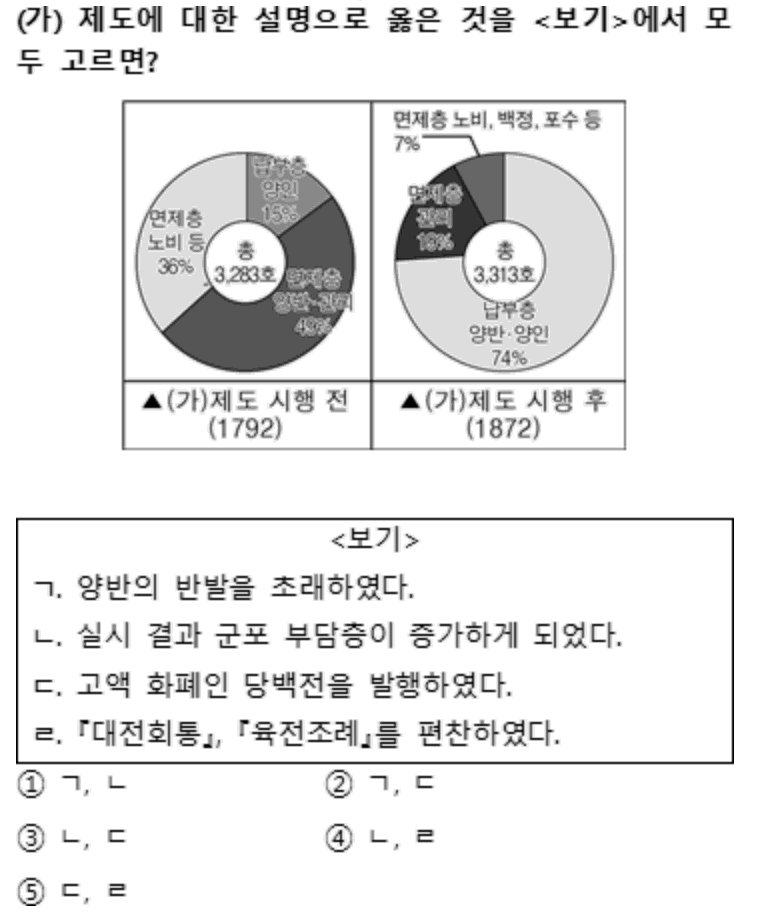 (가) 제도에 대한 설명으로 옳은 것을 <보기>에서 모
두 고르면?
납부층
양인
15%
면제층
노비 등
36%
총
3,283호
면제층
양반·관리
49%
▲(가)제도 시행 전
(1792)
면제층 노비, 백정, 포수 등
7%
면제층
관리
19%
총
3,313호
납부층
양반·양인
74%
▲(가)제도 시행 후
(1872)
<보기>
ㄱ. 양반의 반발을 초래하였다.
ㄴ. 실시 결과 군포 부담층이 증가하게 되었다.
ㄷ. 고액 화폐인 당백전을 발행하였다.
ㄹ. 『대전회통』, 『육전조례』를 편찬하였다.
① ㄱ, ㄴ ② ㄱ, ㄷ
③ ㄴ, ㄷ ④ ㄴ, ㄹ
⑤ ㄷ, ㄹ